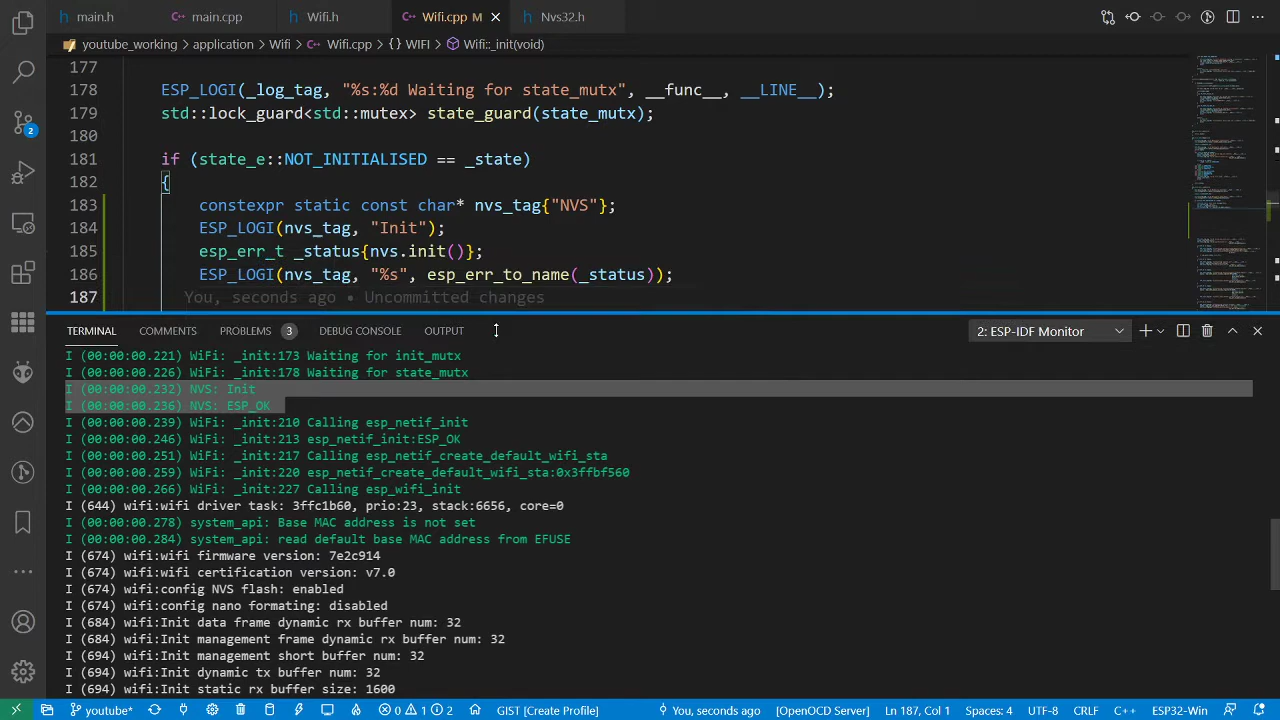 main.h main.cpp Wifi.h Wifi.cpp M Nvs32.h
youtube_working application Wifi Wifi.cpp WIFI Wifi::_init(void)
177
178 ESP_LOGI(_log_tag, "%s:%d Waiting for state_mutx", __func__, __LINE__);
179 std::lock_guard<std::mutex> state_guard(state_mutx);
180
181 if (state_e::NOT_INITIALISED == _state)
182 {
183 constexpr static const char* nvs_tag{"NVS"};
184 ESP_LOGI(nvs_tag, "Init");
185 esp_err_t _status{nvs.init()};
186 ESP_LOGI(nvs_tag, "%s", esp_err_to_name(_status));
187 You, seconds ago • Uncommitted changes
2
TERMINAL COMMENTS PROBLEMS 3 DEBUG CONSOLE OUTPUT 2: ESP-IDF Monitor
I (00:00:00.221) WiFi: _init:173 Waiting for init_mutx
I (00:00:00.226) WiFi: _init:178 Waiting for state_mutx
I (00:00:00.232) NVS: Init
I (00:00:00.236) NVS: ESP_OK
I (00:00:00.239) WiFi: _init:210 Calling esp_netif_init
I (00:00:00.246) WiFi: _init:213 esp_netif_init:ESP_OK
I (00:00:00.251) WiFi: _init:217 Calling esp_netif_create_default_wifi_sta
I (00:00:00.259) WiFi: _init:220 esp_netif_create_default_wifi_sta:0x3ffbf560
I (00:00:00.266) WiFi: _init:227 Calling esp_wifi_init
I (644) wifi:wifi driver task: 3ffc1b60, prio:23, stack:6656, core=0
I (00:00:00.278) system_api: Base MAC address is not set
I (00:00:00.284) system_api: read default base MAC address from EFUSE
I (674) wifi:wifi firmware version: 7e2c914
I (674) wifi:wifi certification version: v7.0
I (674) wifi:config NVS flash: enabled
I (674) wifi:config nano formating: disabled
I (684) wifi:Init data frame dynamic rx buffer num: 32
I (684) wifi:Init management frame dynamic rx buffer num: 32
I (694) wifi:Init management short buffer num: 32
I (694) wifi:Init dynamic tx buffer num: 32
I (694) wifi:Init static rx buffer size: 1600
youtube* 0 1 2 GIST [Create Profile] You, seconds ago [OpenOCD Server] Ln 187, Col 1 Spaces: 4 UTF-8 CRLF C++ ESP32-Win